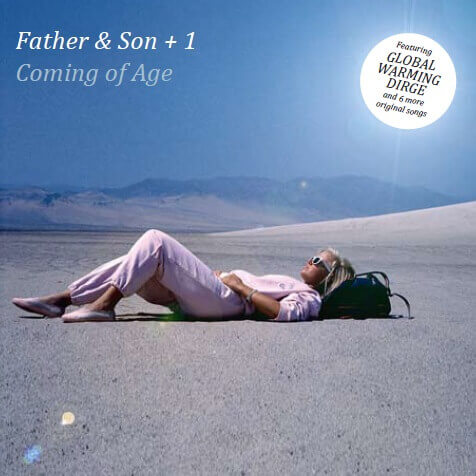 Father & Son + 1
Coming of Age
Featuring
GLOBAL
WARMING
DIRGE
and 6 more
original songs